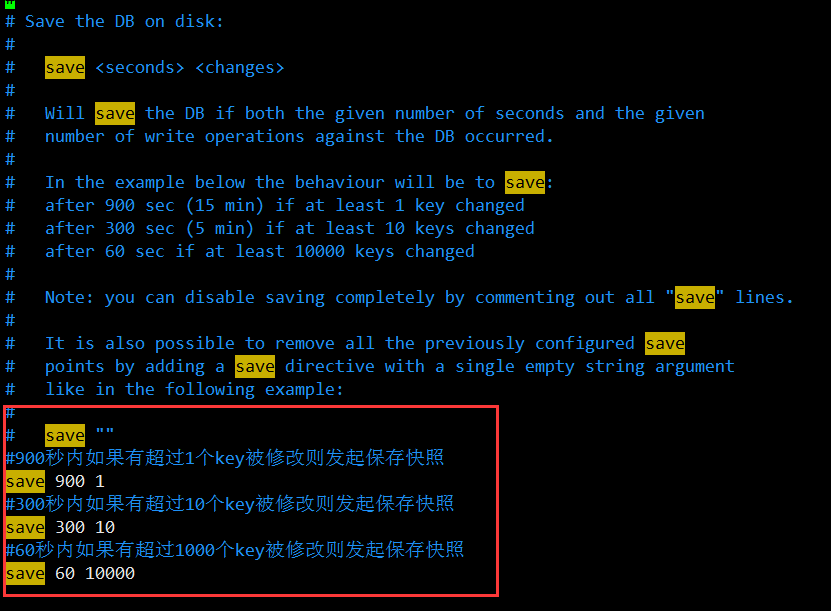 # Save the DB on disk:
#
#   save <seconds> <changes>
#
#   Will save the DB if both the given number of seconds and the given
#   number of write operations against the DB occurred.
#
#   In the example below the behaviour will be to save:
#   after 900 sec (15 min) if at least 1 key changed
#   after 300 sec (5 min) if at least 10 keys changed
#   after 60 sec if at least 10000 keys changed
#
#   Note: you can disable saving completely by commenting out all "save" lines.
#
#   It is also possible to remove all the previously configured save
#   points by adding a save directive with a single empty string argument
#   like in the following example:
#
#   save ""
#900秒内如果有超过1个key被修改则发起保存快照
save 900 1
#300秒内如果有超过10个key被修改则发起保存快照
save 300 10
#60秒内如果有超过1000个key被修改则发起保存快照
save 60 10000